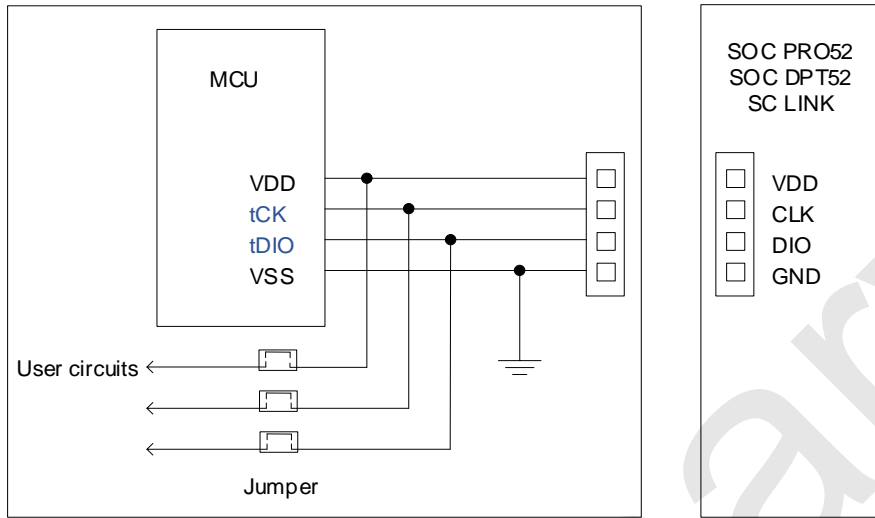 MCU
VDD
tCK
tDIO
VSS
User circuits
Jumper
SOC PRO52
SOC DPT52
SC LINK
VDD
CLK
DIO
GND